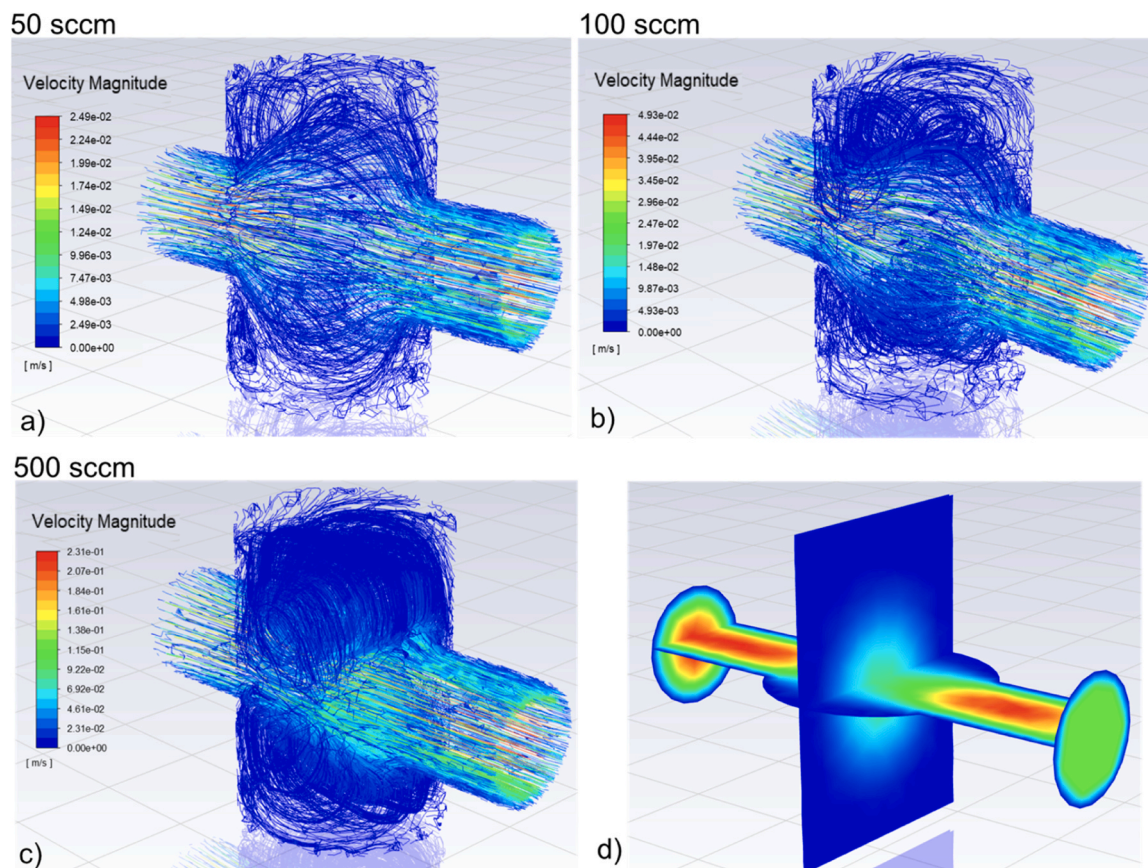 50 sccm
Velocity Magnitude
2.49e-02
1.99e-02
1.74e-02
1.49e-02
1.24e-02
9.96e-03
7.47e-03
4.98e-03
2.49e-03
0.00e+00
[ m/s ]
a)
100 sccm
Velocity Magnitude
4.93e-02
4.44e-02
3.95e-02
3.45e-02
2.96e-02
2.47e-02
1.97e-02
1.48e-02
9.87e-03
4.93e-03
0.00e+00
[ m/s ]
b)
500 sccm
Velocity Magnitude
2.31e-01
2.07e-01
1.84e-01
1.61e-01
1.38e-01
1.15e-01
9.22e-02
6.92e-02
4.61e-02
2.31e-02
0.00e+00
[ m/s ]
c)
d)